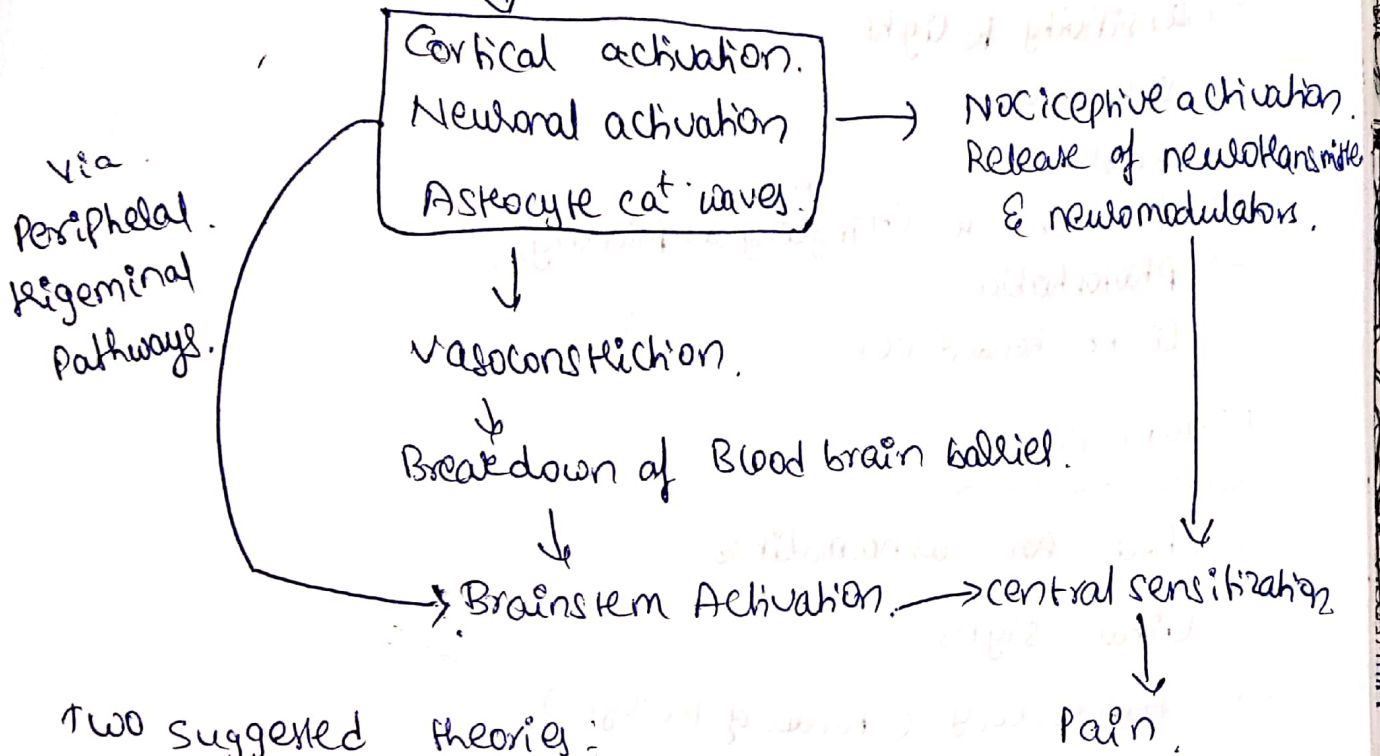 Cortical activation.
Neuronal activation
Astrocyte ca+ waves.
Nociceptive activation.
Release of neurotransmitte
& neuromodulators.
via
Peripheral
trigeminal
Pathways.
Vasoconstriction.
Breakdown of Blood brain barrier.
Brainstem Activation.
central sensitization
Pain.
Two suggested theories: